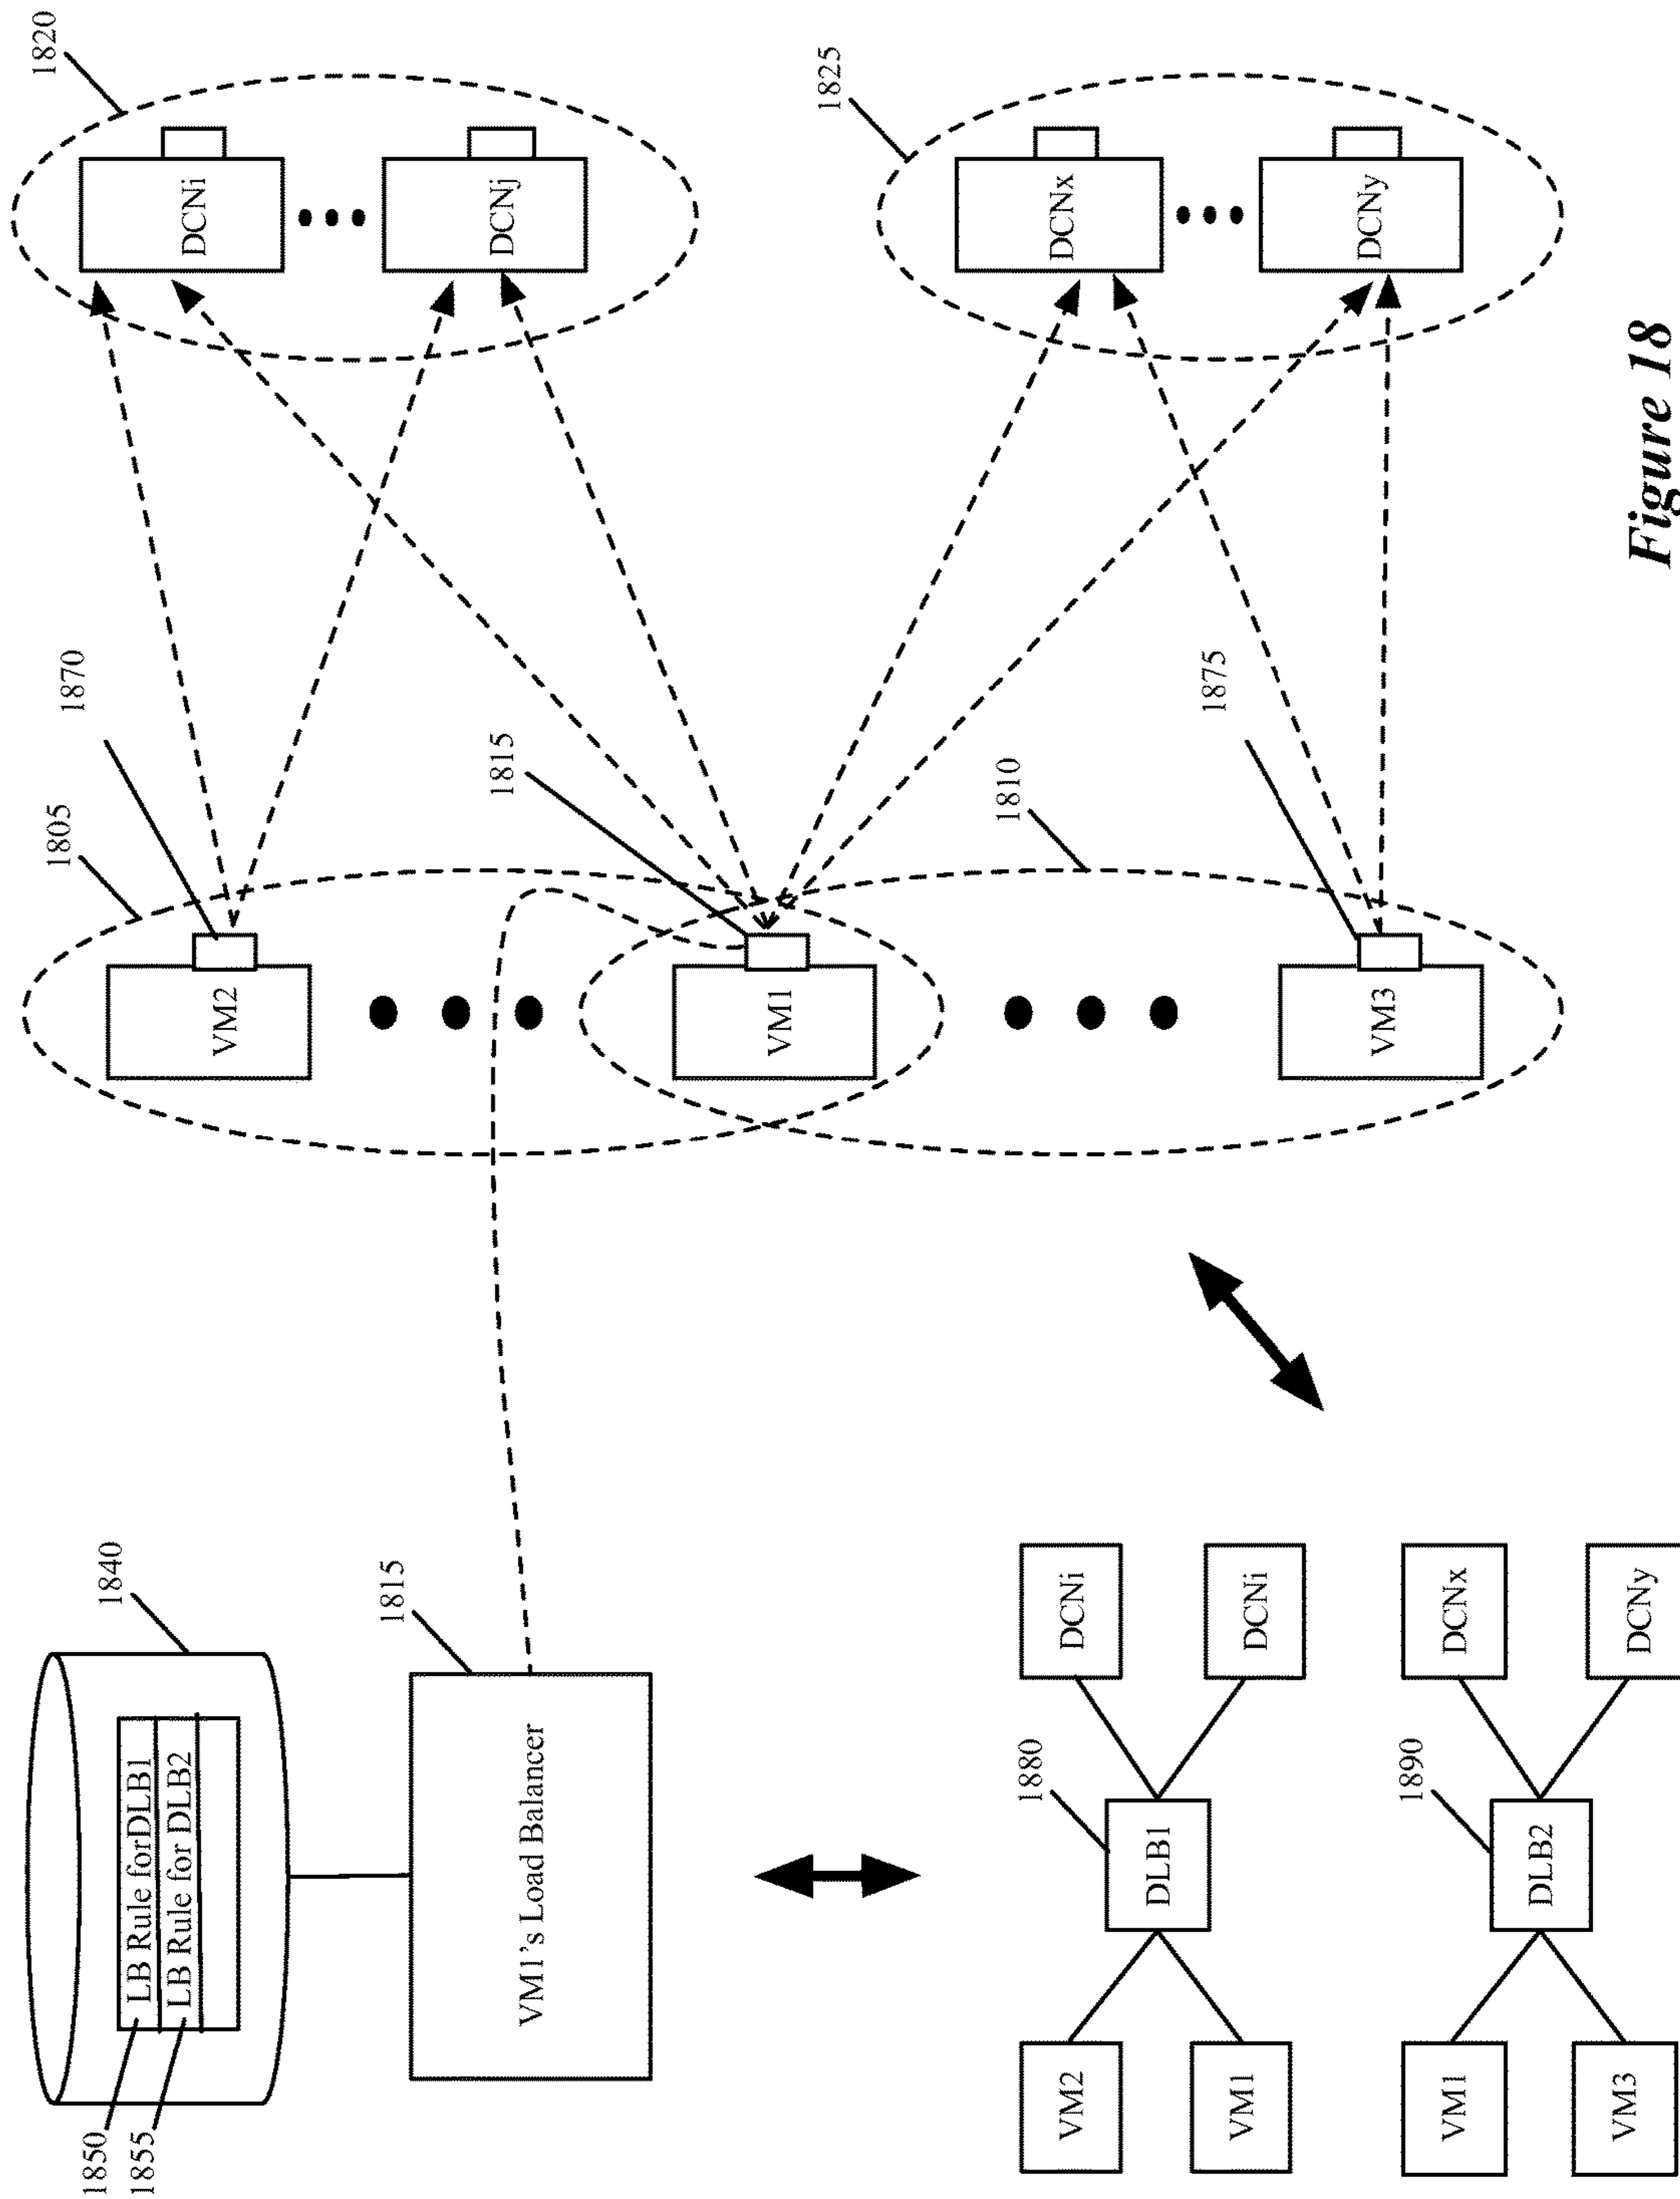 1840
1850
1855
LB Rule forDLB1
LB Rule for DLB2
1815
VM1's Load Balancer
1880
VM2
VM1
DLB1
DCNi
DCNi
1890
VM1
VM3
DLB2
DCNx
DCNy
1805
1870
VM2
1815
VM1
1810
1875
VM3
1820
DCNi
DCNj
1825
DCNx
DCNy
Figure 18